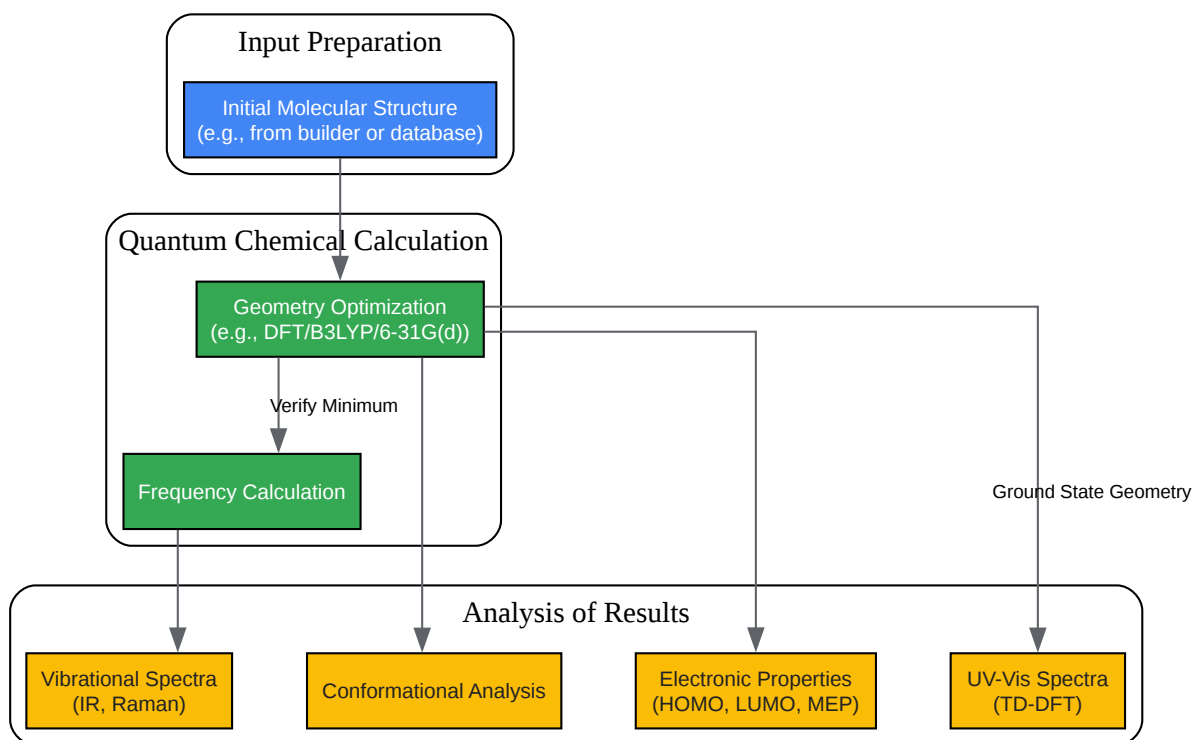 Input Preparation
Initial Molecular Structure
(e.g., from builder or database)
Quantum Chemical Calculation
Geometry Optimization
(e.g., DFT/B3LYP/6-31G(d))
Verify Minimum
Frequency Calculation
Ground State Geometry
Analysis of Results
Vibrational Spectra
(IR, Raman)
Conformational Analysis
Electronic Properties
(HOMO, LUMO, MEP)
UV-Vis Spectra
(TD-DFT)